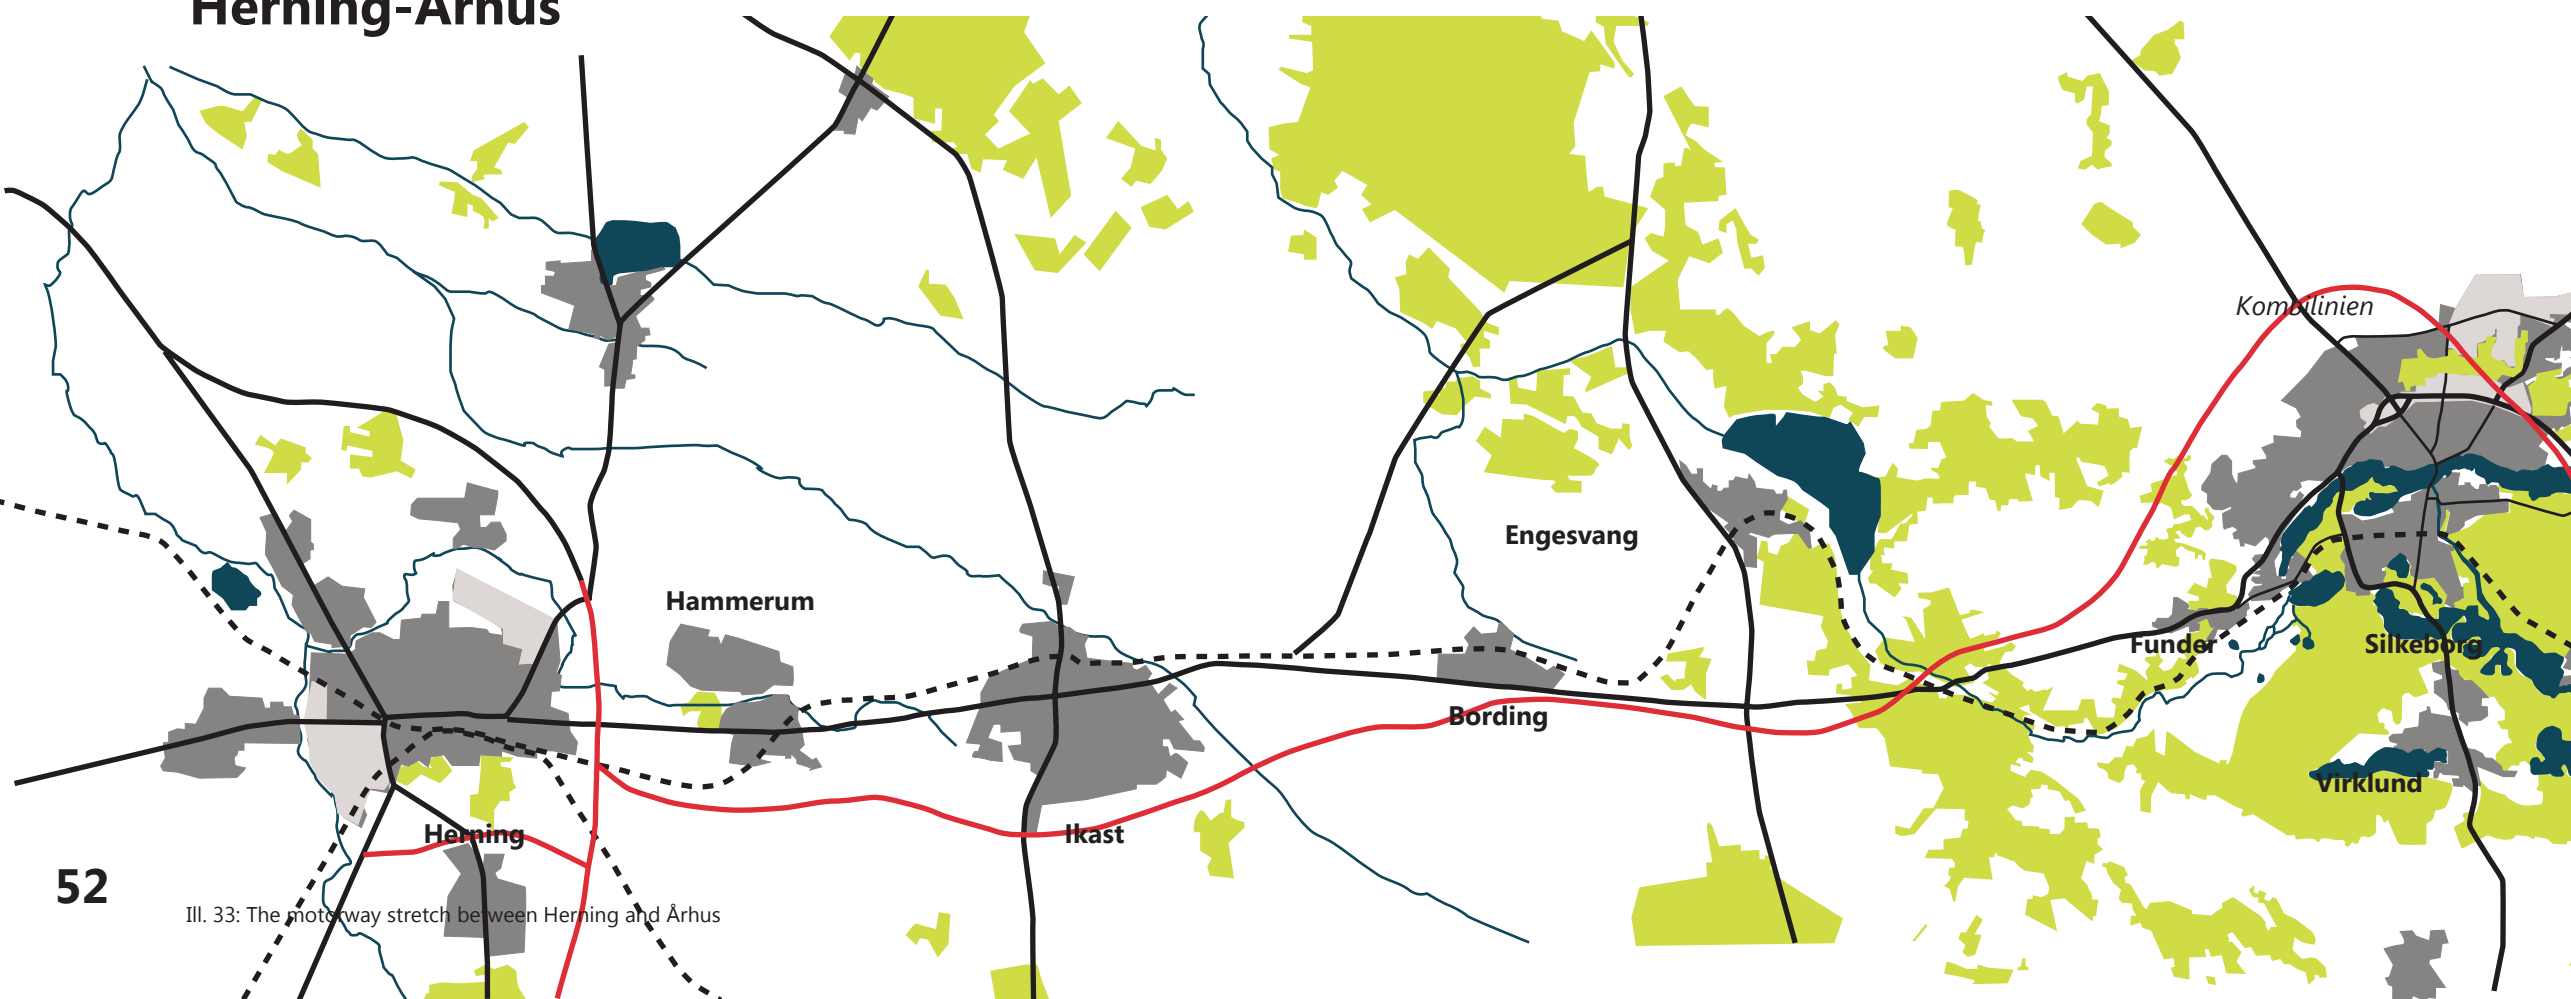 Herning-Århus
Kombilinien
Engesvang
Hammerum
Funder
Silkeborg
Bording
Virklund
Herning
Ikast
52
Ill. 33: The motorway stretch between Herning and Århus